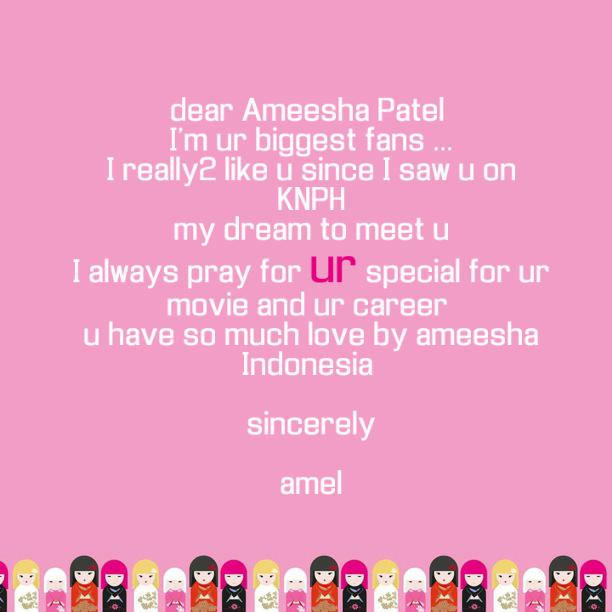 dear Ameesha Patel
I'm ur biggest fans ...
I really2 like u since I saw u on
KNPH
my dream to meet u
I always pray for ur special for ur
movie and ur career
u have so much love by ameesha
Indonesia
sincerely
amel